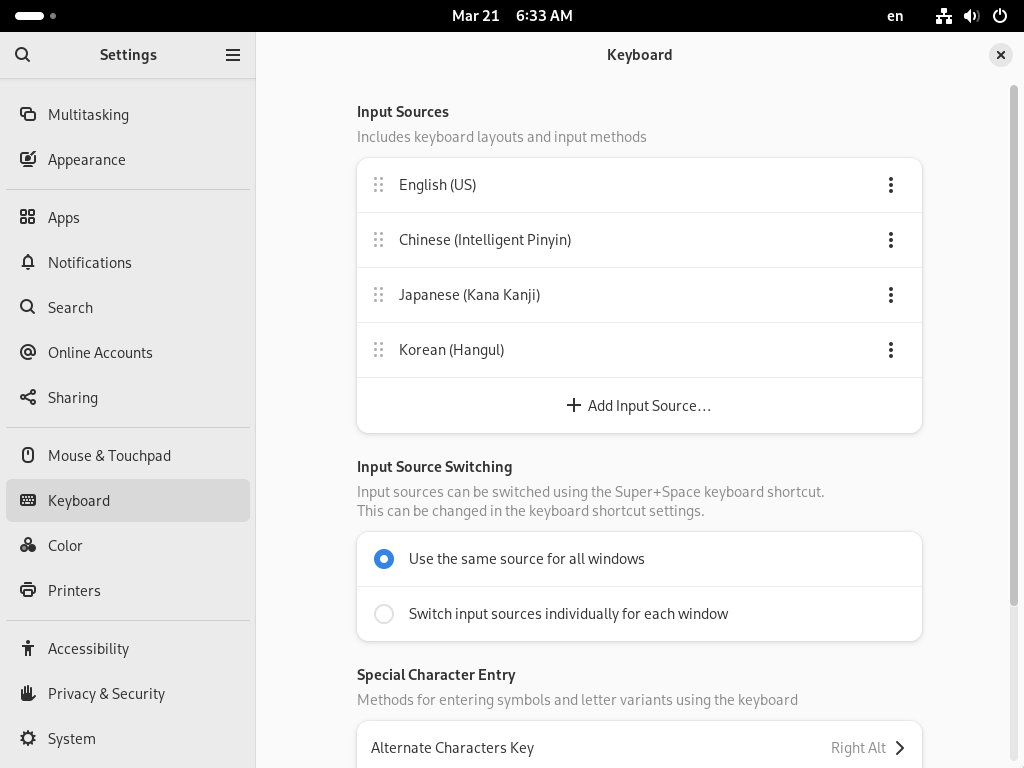 Mar 21 6:33 AM
en
Settings
Keyboard
Multitasking
Appearance
Apps
Notifications
Search
Online Accounts
Sharing
Mouse & Touchpad
Keyboard
Color
Printers
Accessibility
Privacy & Security
System
Input Sources
Includes keyboard layouts and input methods
English (US)
Chinese (Intelligent Pinyin)
Japanese (Kana Kanji)
Korean (Hangul)
Add Input Source…
Input Source Switching
Input sources can be switched using the Super+Space keyboard shortcut.
This can be changed in the keyboard shortcut settings.
Use the same source for all windows
Switch input sources individually for each window
Special Character Entry
Methods for entering symbols and letter variants using the keyboard
Alternate Characters Key
Right Alt